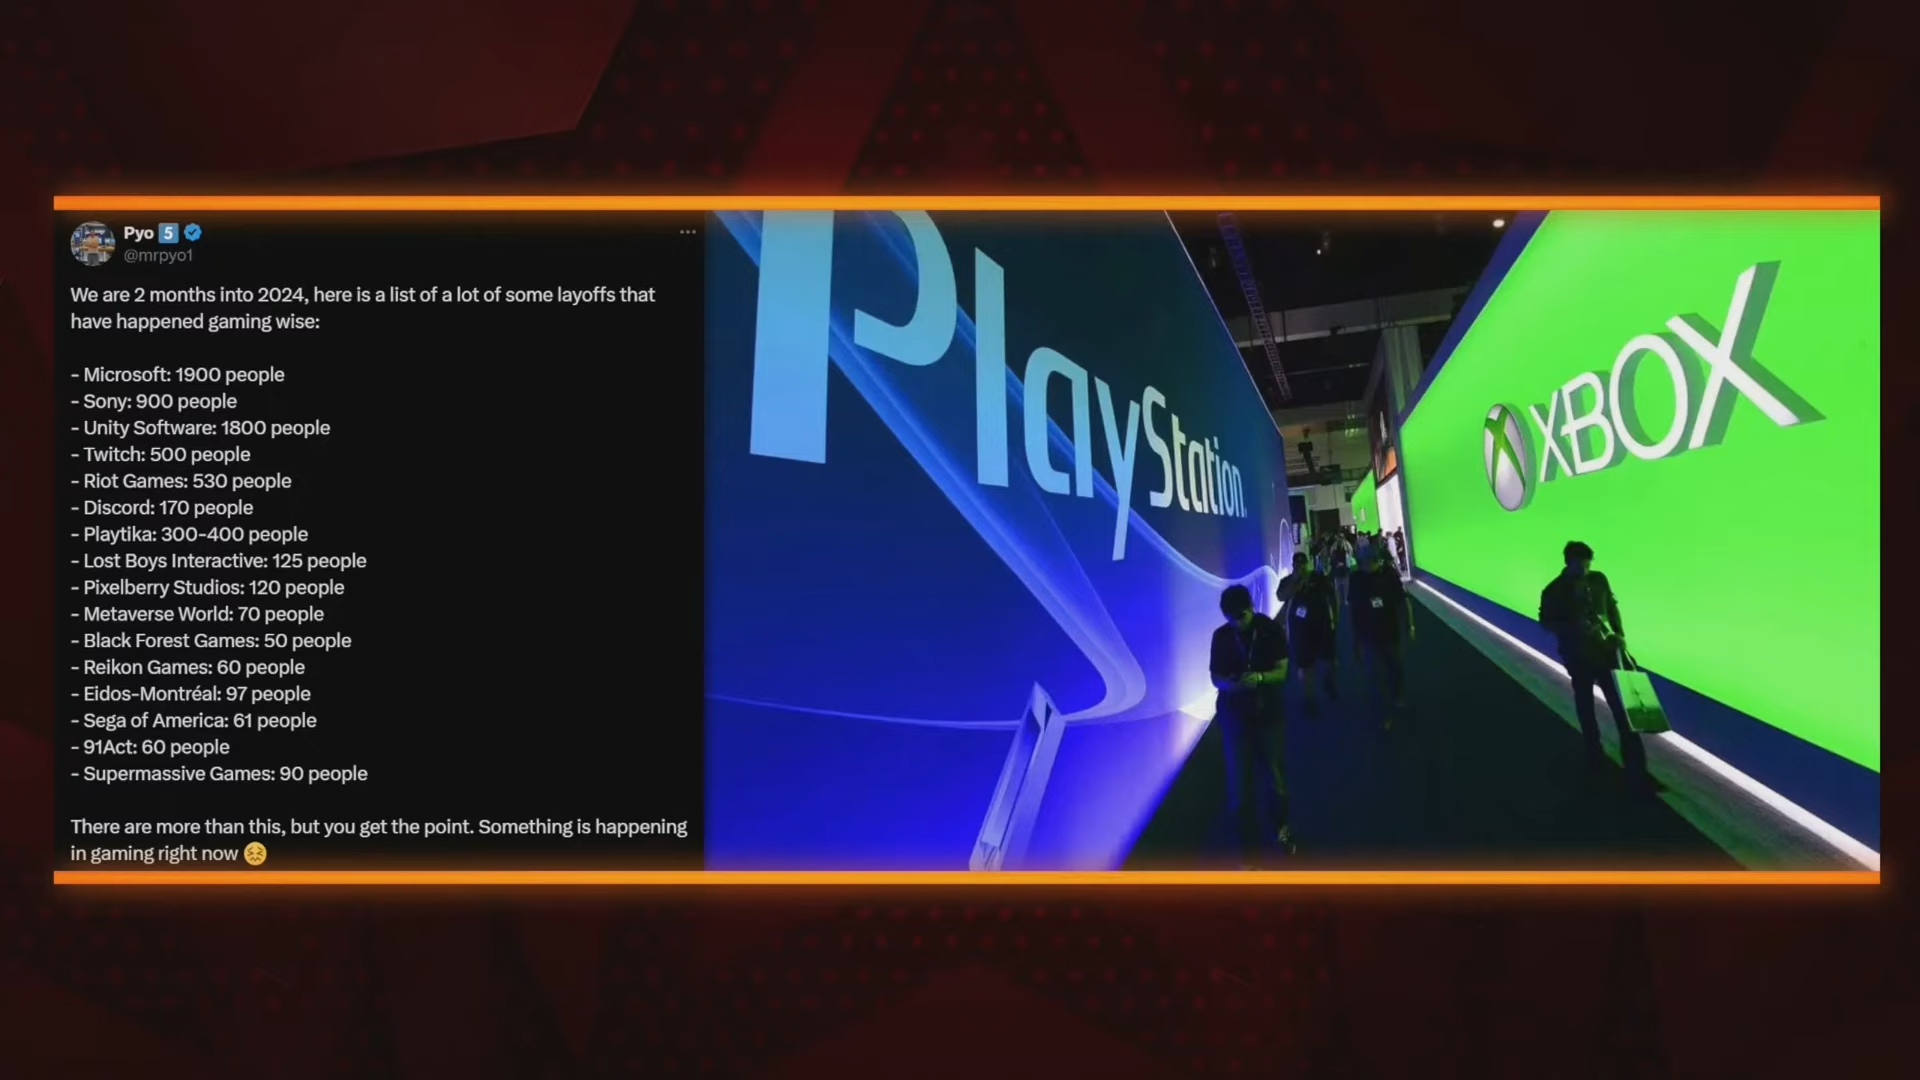 Pyo 5
@mrpyo1
We are 2 months into 2024, here is a list of a lot of some layoffs that
have happened gaming wise:
- Microsoft: 1900 people
- Sony: 900 people
- Unity Software: 1800 people
- Twitch: 500 people
- Riot Games: 530 people
- Discord: 170 people
- Playtika: 300-400 people
- Lost Boys Interactive: 125 people
- Pixelberry Studios: 120 people
- Metaverse World: 70 people
- Black Forest Games: 50 people
- Reikon Games: 60 people
- Eidos-Montréal: 97 people
- Sega of America: 61 people
- 91Act: 60 people
- Supermassive Games: 90 people
There are more than this, but you get the point. Something is happening
in gaming right now 😖
PlayStation
XBOX